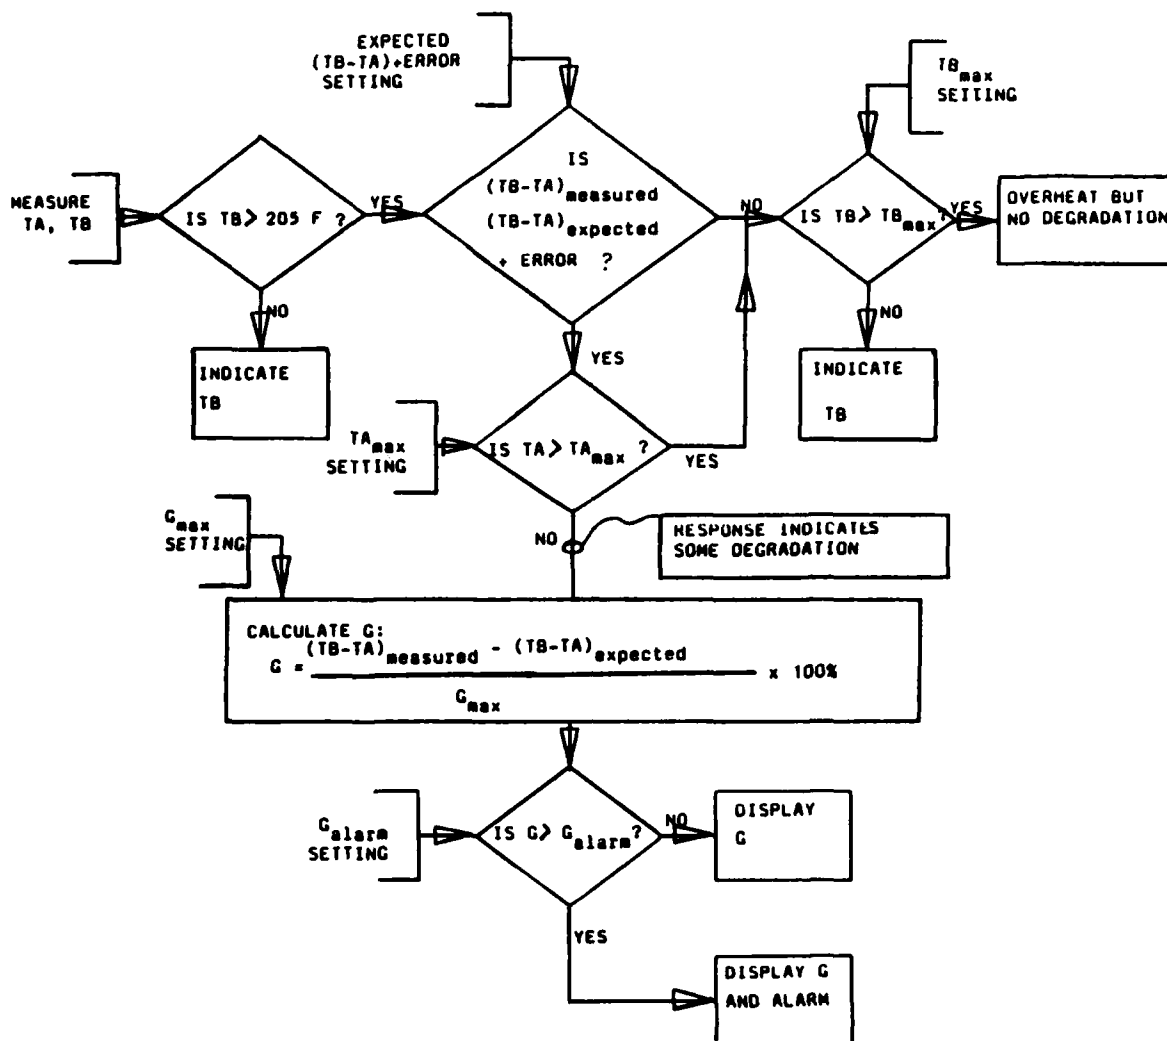 EXPECTED
(TB-TA)+ERROR
SETTING
TB max
SETTING
MEASURE
TA, TB
IS TB> 205 F ?
YES
IS
(TB-TA) measured
(TB-TA) expected
+ ERROR ?
NO
IS TB> TB max ?
YES
OVERHEAT BUT
NO DEGRADATION
NO
INDICATE
TB
YES
NO
INDICATE
TB
TA max
SETTING
IS TA> TA max ?
YES
G max
SETTING
NO
RESPONSE INDICATES
SOME DEGRADATION
CALCULATE G:
G = (TB-TA) measured - (TB-TA) expected x 100%
G max
G alarm
SETTING
IS G> G alarm ?
NO
DISPLAY
G
YES
DISPLAY G
AND ALARM